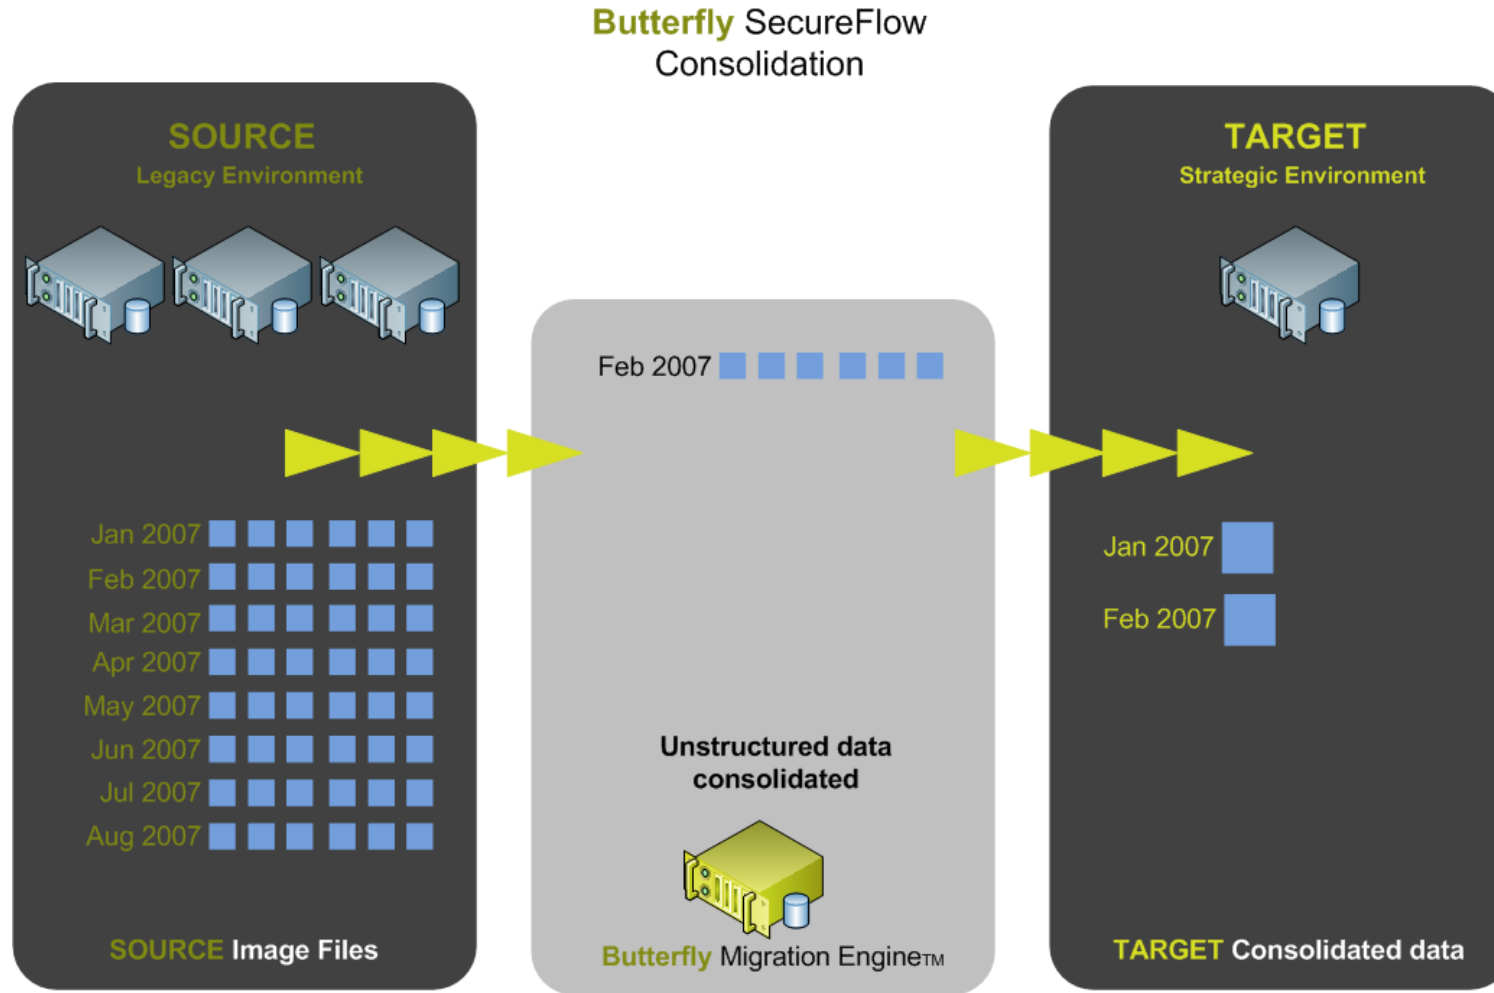 Butterfly SecureFlow
Consolidation
SOURCE
Legacy Environment
Jan 2007
Feb 2007
Mar 2007
Apr 2007
May 2007
Jun 2007
Jul 2007
Aug 2007
SOURCE Image Files
Feb 2007
Unstructured data
consolidated
Butterfly Migration Engine™
TARGET
Strategic Environment
Jan 2007
Feb 2007
TARGET Consolidated data